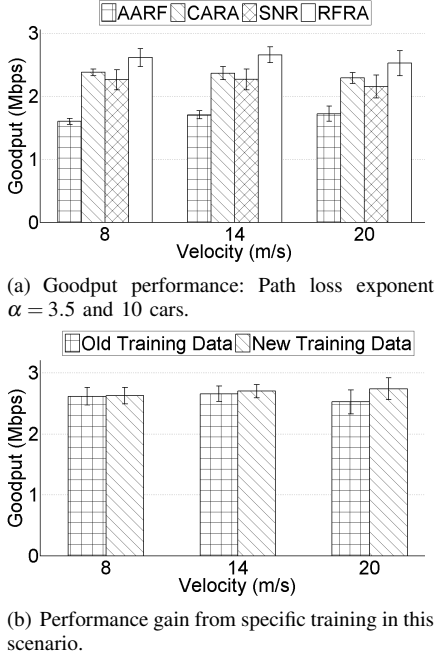 AARF CARA SNR RFRA
3
2
1
0
Goodput (Mbps)
8 14 20
Velocity (m/s)
(a) Goodput performance: Path loss exponent
α = 3.5 and 10 cars.
Old Training Data New Training Data
3
2
1
0
Goodput (Mbps)
8 14 20
Velocity (m/s)
(b) Performance gain from specific training in this
scenario.